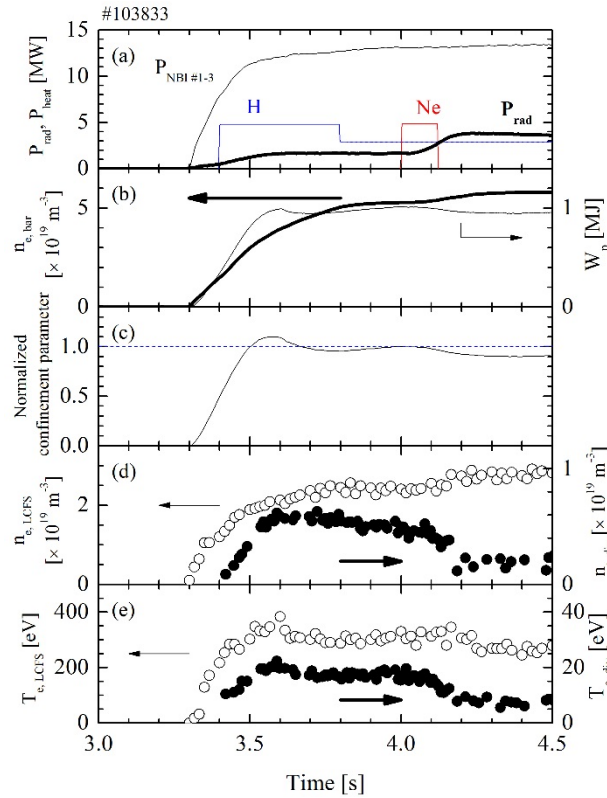 #103833
15
10
5
0
P_rad, P_heat [MW]
(a)
P_NBI #1-3
H
Ne
P_rad
5
0
n_e, bar
[× 10^19 m^-3]
(b)
1
0
[MJ]
1.0
0.5
0.0
Normalized
confinement parameter
(c)
2
0
n_e, LCFS
[× 10^19 m^-3]
(d)
1
0
[× 10^19 m^-3]
400
200
0
T_e, LCFS [eV]
(e)
40
20
0
[eV]
3.0 3.5 4.0 4.5
Time [s]